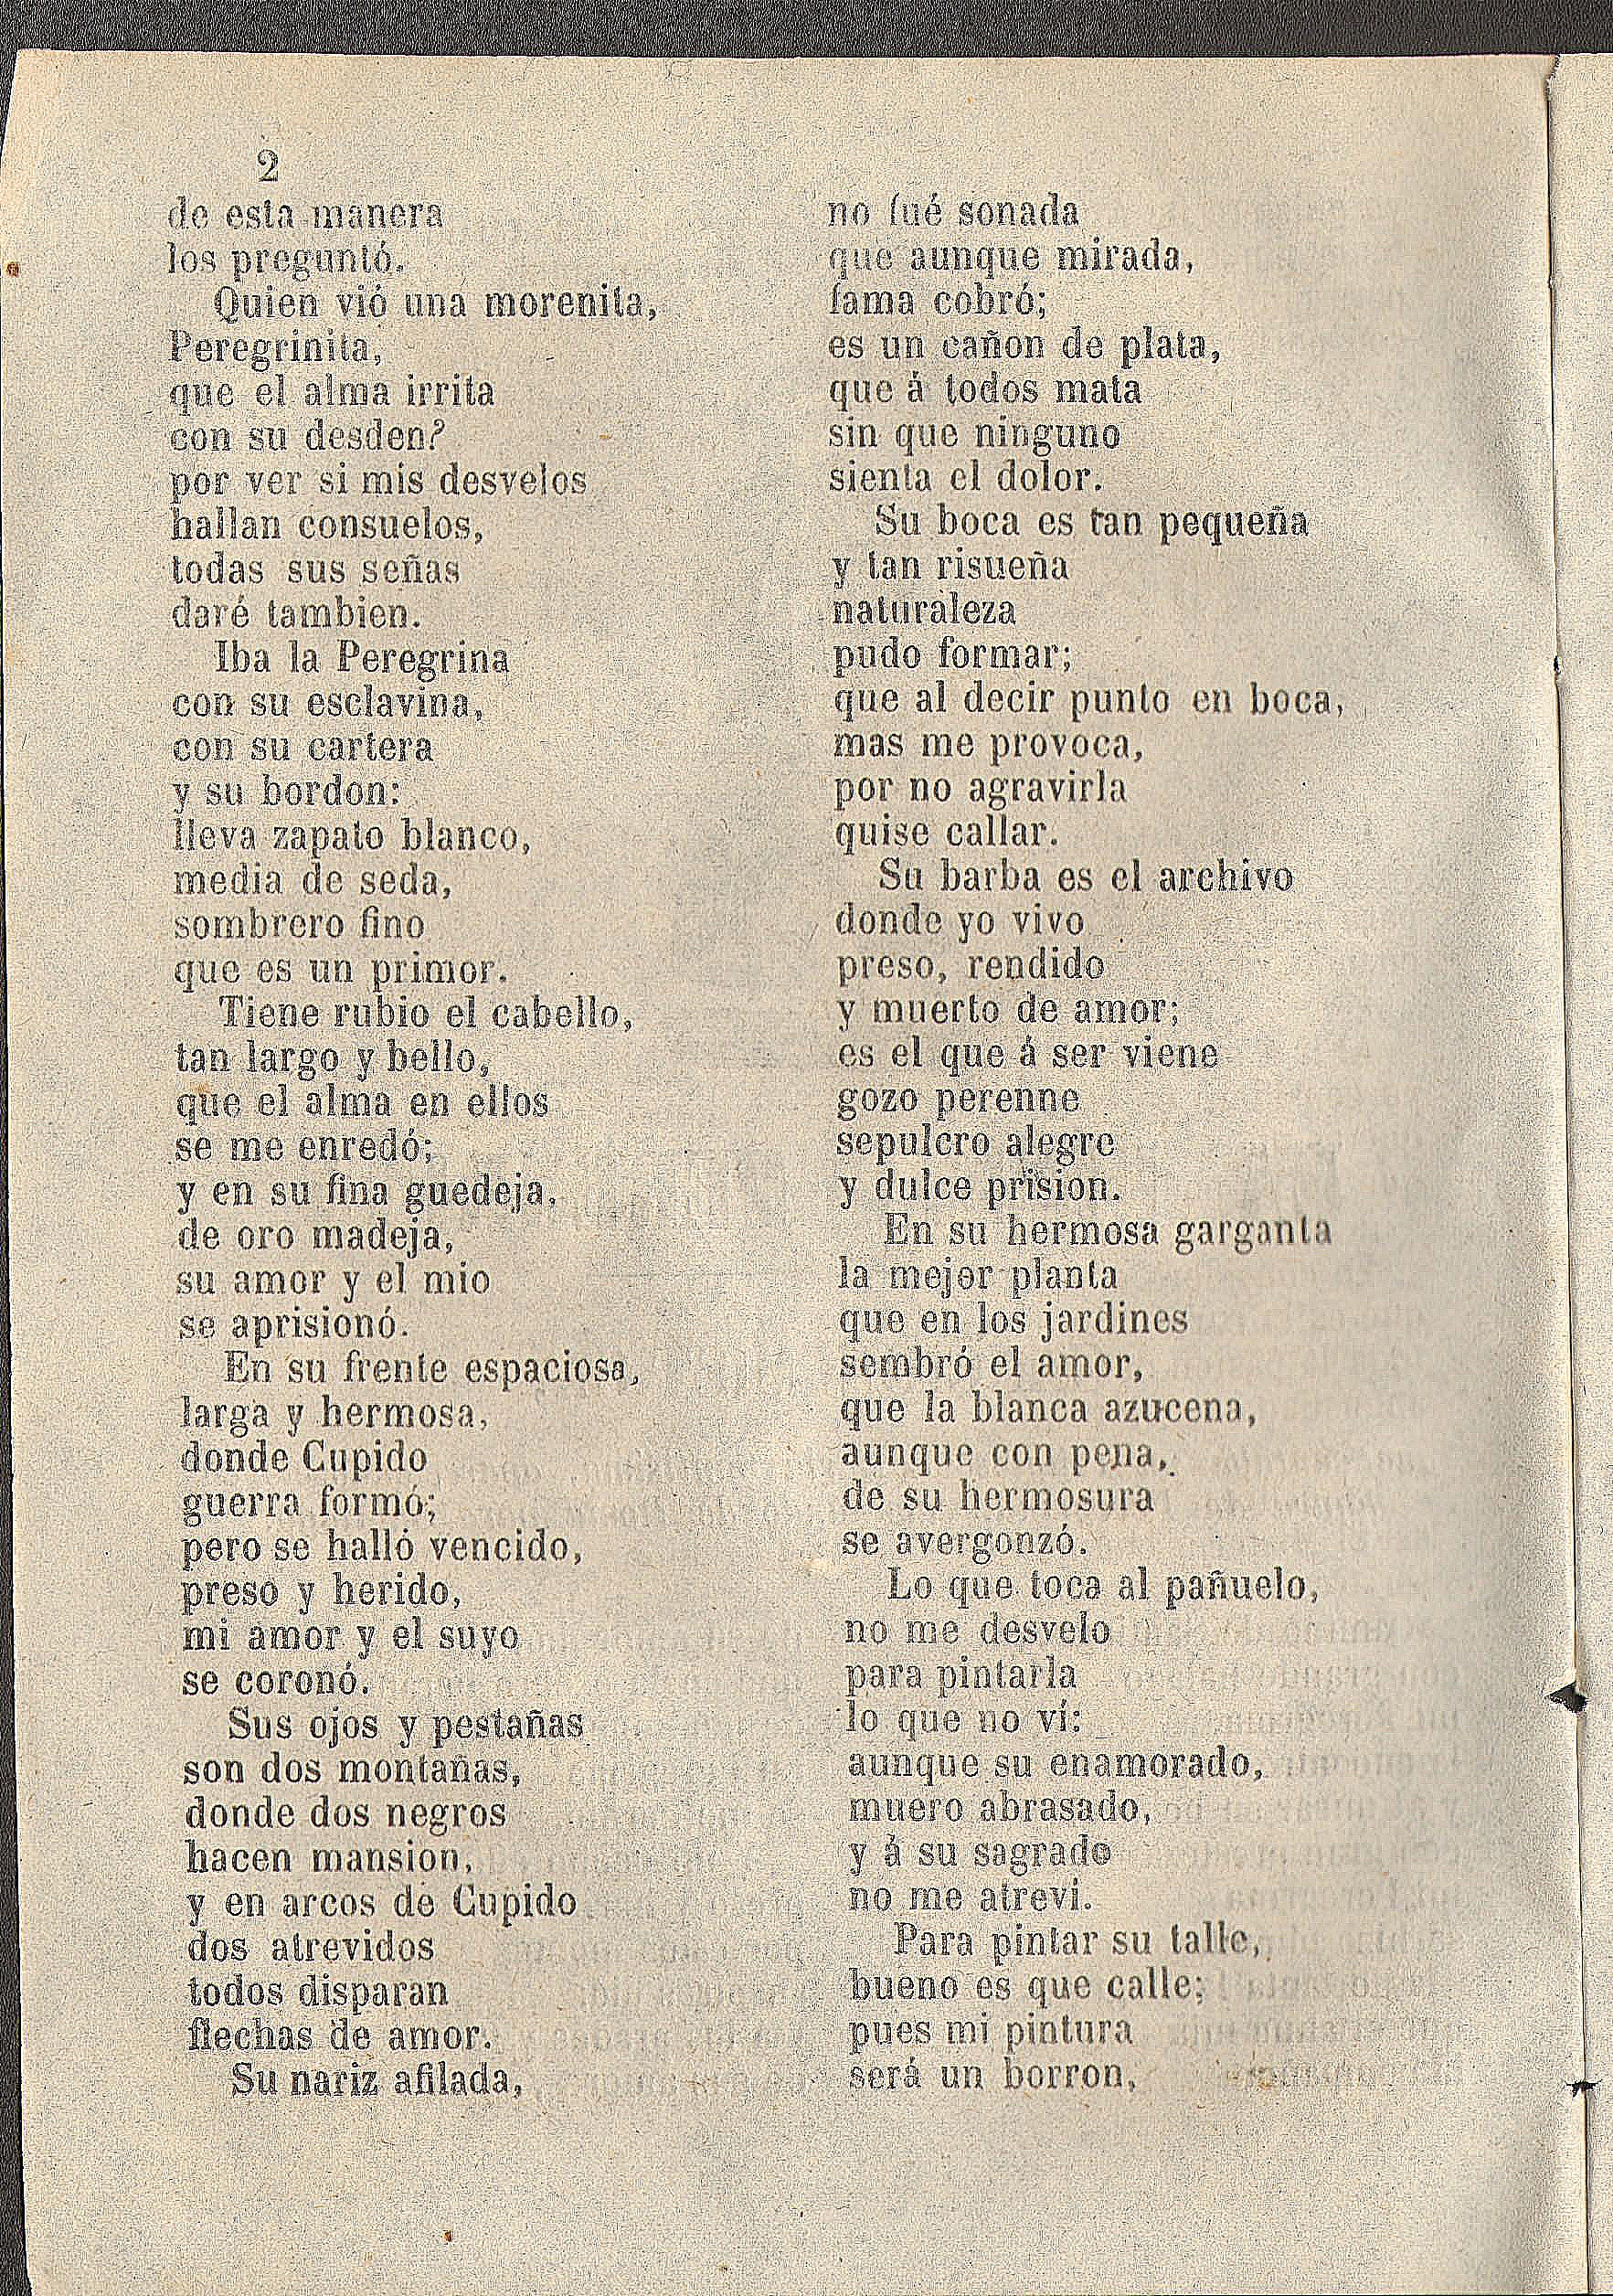 2
de esta manera
los preguntó.
Quien vió una morenita,
Peregrinita,
que el alma irrita
con su desden?
por ver si mis desvelos
hallan consuelos,
todas sus señas
daré tambien.
Iba la Peregrina
con su esclavina,
con su cartera
y su bordon:
lleva zapato blanco,
media de seda,
sombrero fino
que es un primor.
Tiene rubio el cabello,
tan largo y bello,
que el alma en ellos
se me enredó;
y en su fina guedeja,
de oro madeja,
su amor y el mio
se aprisionó.
En su frente espaciosa,
larga y hermosa,
donde Cupido
guerra formó;
pero se halló vencido,
preso y herido,
mi amor y el suyo
se coronó.
Sus ojos y pestañas
son dos montañas,
donde dos negros
hacen mansion,
y en arcos de Cupido
dos atrevidos
todos disparan
flechas de amor.
Su nariz afilada,
no fué sonada
que aunque mirada,
fama cobró;
es un cañon de plata,
que á todos mata
sin que ninguno
sienta el dolor.
Su boca es tan pequeña
y tan risueña
naturaleza
pudo formar;
que al decir punto en boca,
mas me provoca,
por no agravirla
quise callar.
Su barba es el archivo
donde yo vivo
preso, rendido
y muerto de amor;
es el que á ser viene
gozo perenne
sepulcro alegre
y dulce prision.
En su hermosa garganta
la mejor planta
que en los jardines
sembró el amor,
que la blanca azucena,
aunque con pena,
de su hermosura
se avergonzó.
Lo que toca al pañuelo,
no me desvelo
para pintarla
lo que no ví:
aunque su enamorado,
muero abrasado,
y á su sagrado
no me atreví.
Para pintar su talle,
bueno es que calle;
pues mi pintura
será un borron,